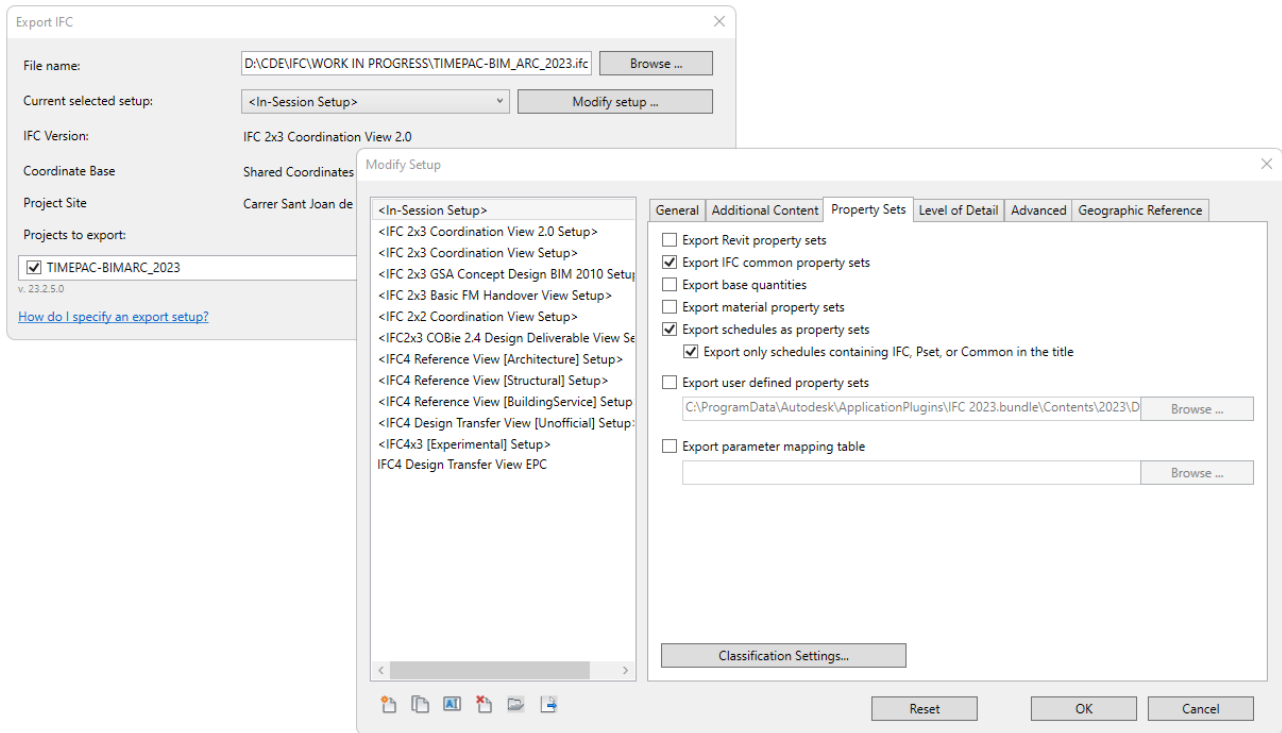 Export IFC
File name:
D:\CDE\IFC\WORK IN PROGRESS\TIMEPAC-BIM_ARC_2023.ifc
Browse ...
Current selected setup:
<In-Session Setup>
Modify setup ...
IFC Version:
IFC 2x3 Coordination View 2.0
Coordinate Base
Shared Coordinates
Project Site
Carrer Sant Joan de
Projects to export:
TIMEPAC-BIMARC_2023
v. 23.2.5.0
How do I specify an export setup?
Modify Setup
<In-Session Setup>
<IFC 2x3 Coordination View 2.0 Setup>
<IFC 2x3 Coordination View Setup>
<IFC 2x3 GSA Concept Design BIM 2010 Setup
<IFC 2x3 Basic FM Handover View Setup>
<IFC 2x2 Coordination View Setup>
<IFC2x3 COBie 2.4 Design Deliverable View Se
<IFC4 Reference View [Architecture] Setup>
<IFC4 Reference View [Structural] Setup>
<IFC4 Reference View [BuildingService] Setup
<IFC4 Design Transfer View [Unofficial] Setup>
<IFC4x3 [Experimental] Setup>
IFC4 Design Transfer View EPC
General
Additional Content
Property Sets
Level of Detail
Advanced
Geographic Reference
Export Revit property sets
Export IFC common property sets
Export base quantities
Export material property sets
Export schedules as property sets
Export only schedules containing IFC, Pset, or Common in the title
Export user defined property sets
C:\ProgramData\Autodesk\ApplicationPlugins\IFC 2023.bundle\Contents\2023\D
Browse ...
Export parameter mapping table
Browse ...
Classification Settings...
Reset
OK
Cancel